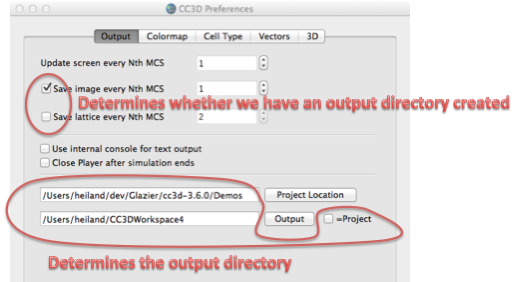 CC3D Preferences
Output Colormap Cell Type Vectors 3D
Update screen every Nth MCS 1
Save image every Nth MCS 1
Determines whether we have an output directory created
Save lattice every Nth MCS 2
Use internal console for text output
Close Player after simulation ends
/Users/heiland/dev/Glazier/cc3d-3.6.0/Demos Project Location
/Users/heiland/CC3DWorkspace4 Output =Project
Determines the output directory